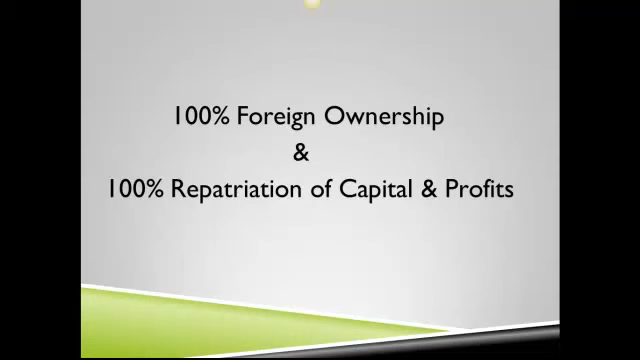 100% Foreign Ownership
&
100% Repatriation of Capital & Profits